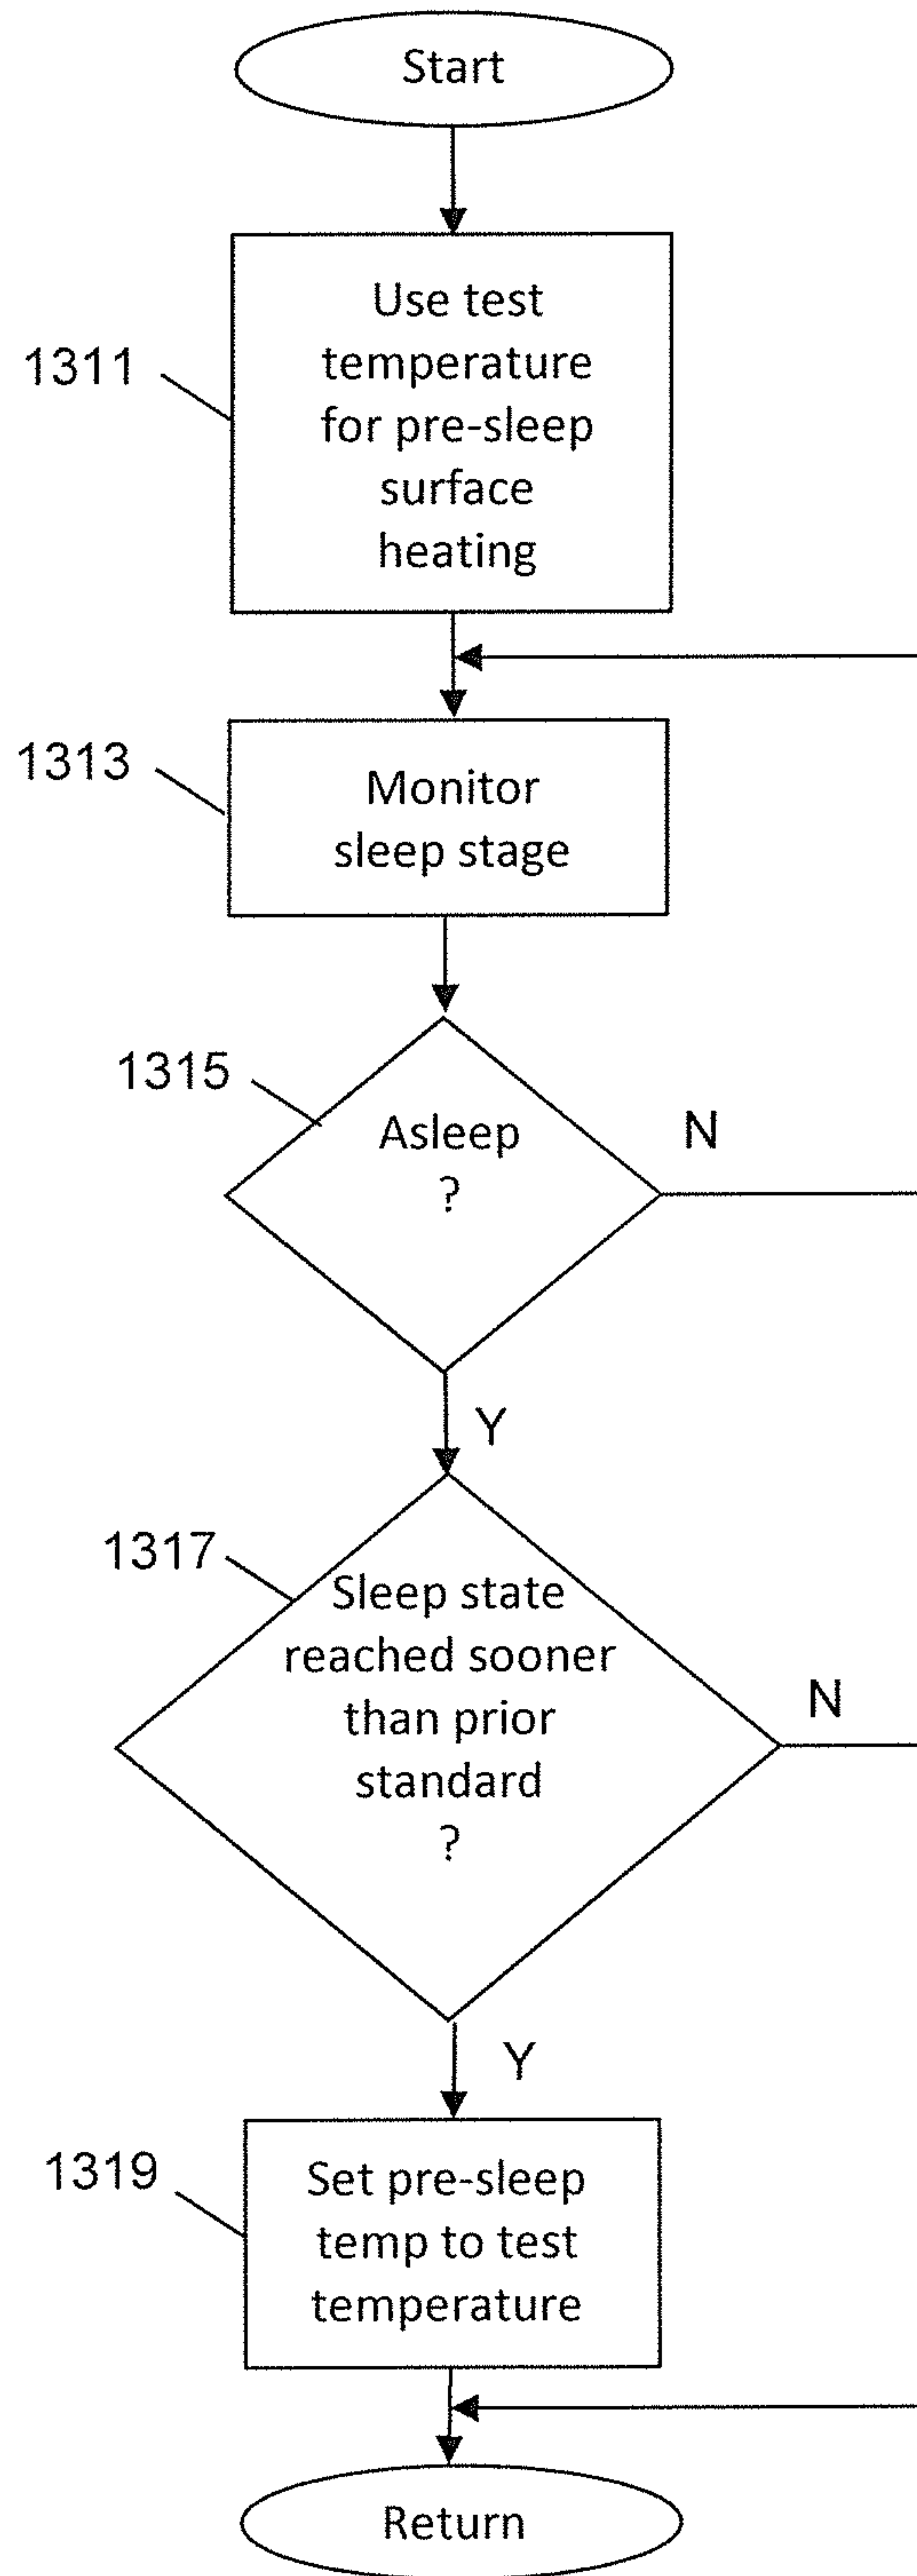 Start
1311
Use test
temperature
for pre-sleep
surface
heating
1313
Monitor
sleep stage
1315
Asleep
?
N
Y
1317
Sleep state
reached sooner
than prior
standard
?
N
Y
1319
Set pre-sleep
temp to test
temperature
Return